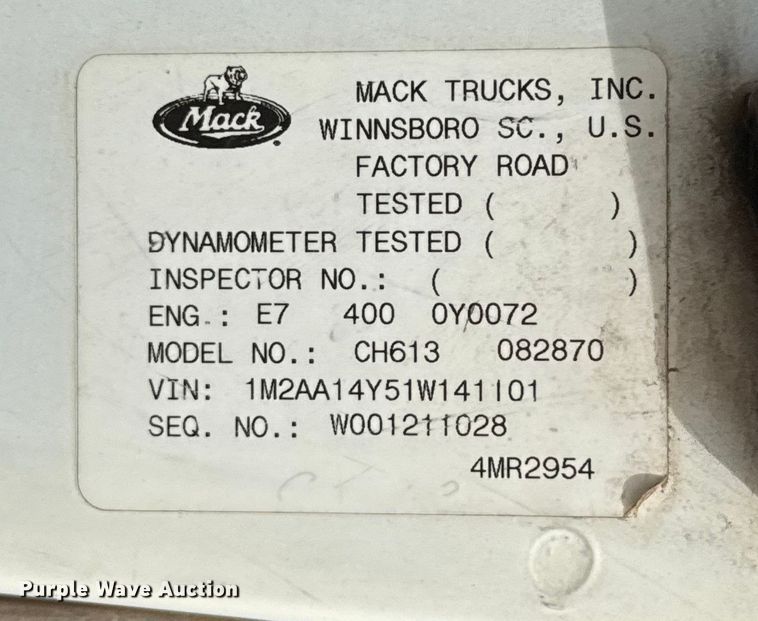 Mack
MACK TRUCKS, INC.
WINNSBORO SC., U.S.
FACTORY ROAD
TESTED ( )
DYNAMOMETER TESTED ( )
INSPECTOR NO.: ( )
ENG.: E7 400 0Y0072
MODEL NO.: CH613 082870
VIN: 1M2AA14Y51W141101
SEQ. NO.: W001211028
4MR2954
Purple Wave Auction